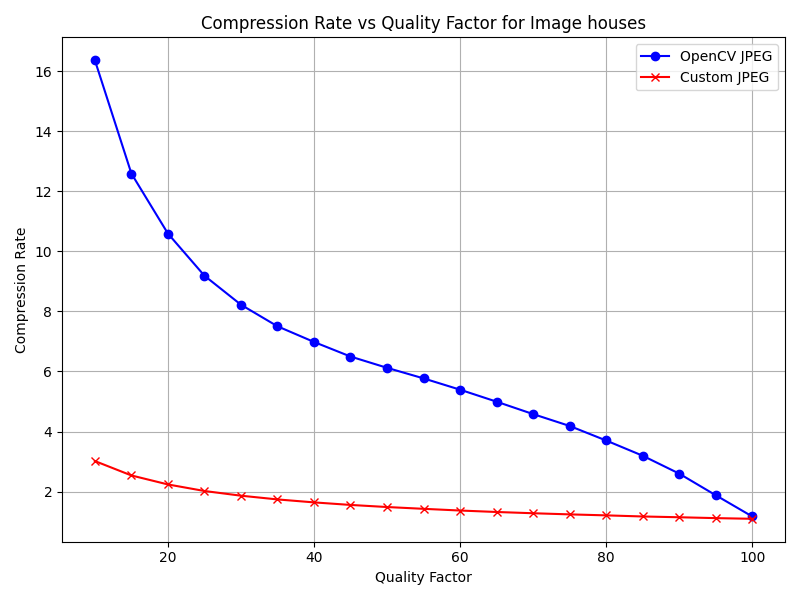 Compression Rate vs Quality Factor for Image houses
OpenCV JPEG
Custom JPEG
Compression Rate
16
14
12
10
8
6
4
2
20
40
60
80
100
Quality Factor